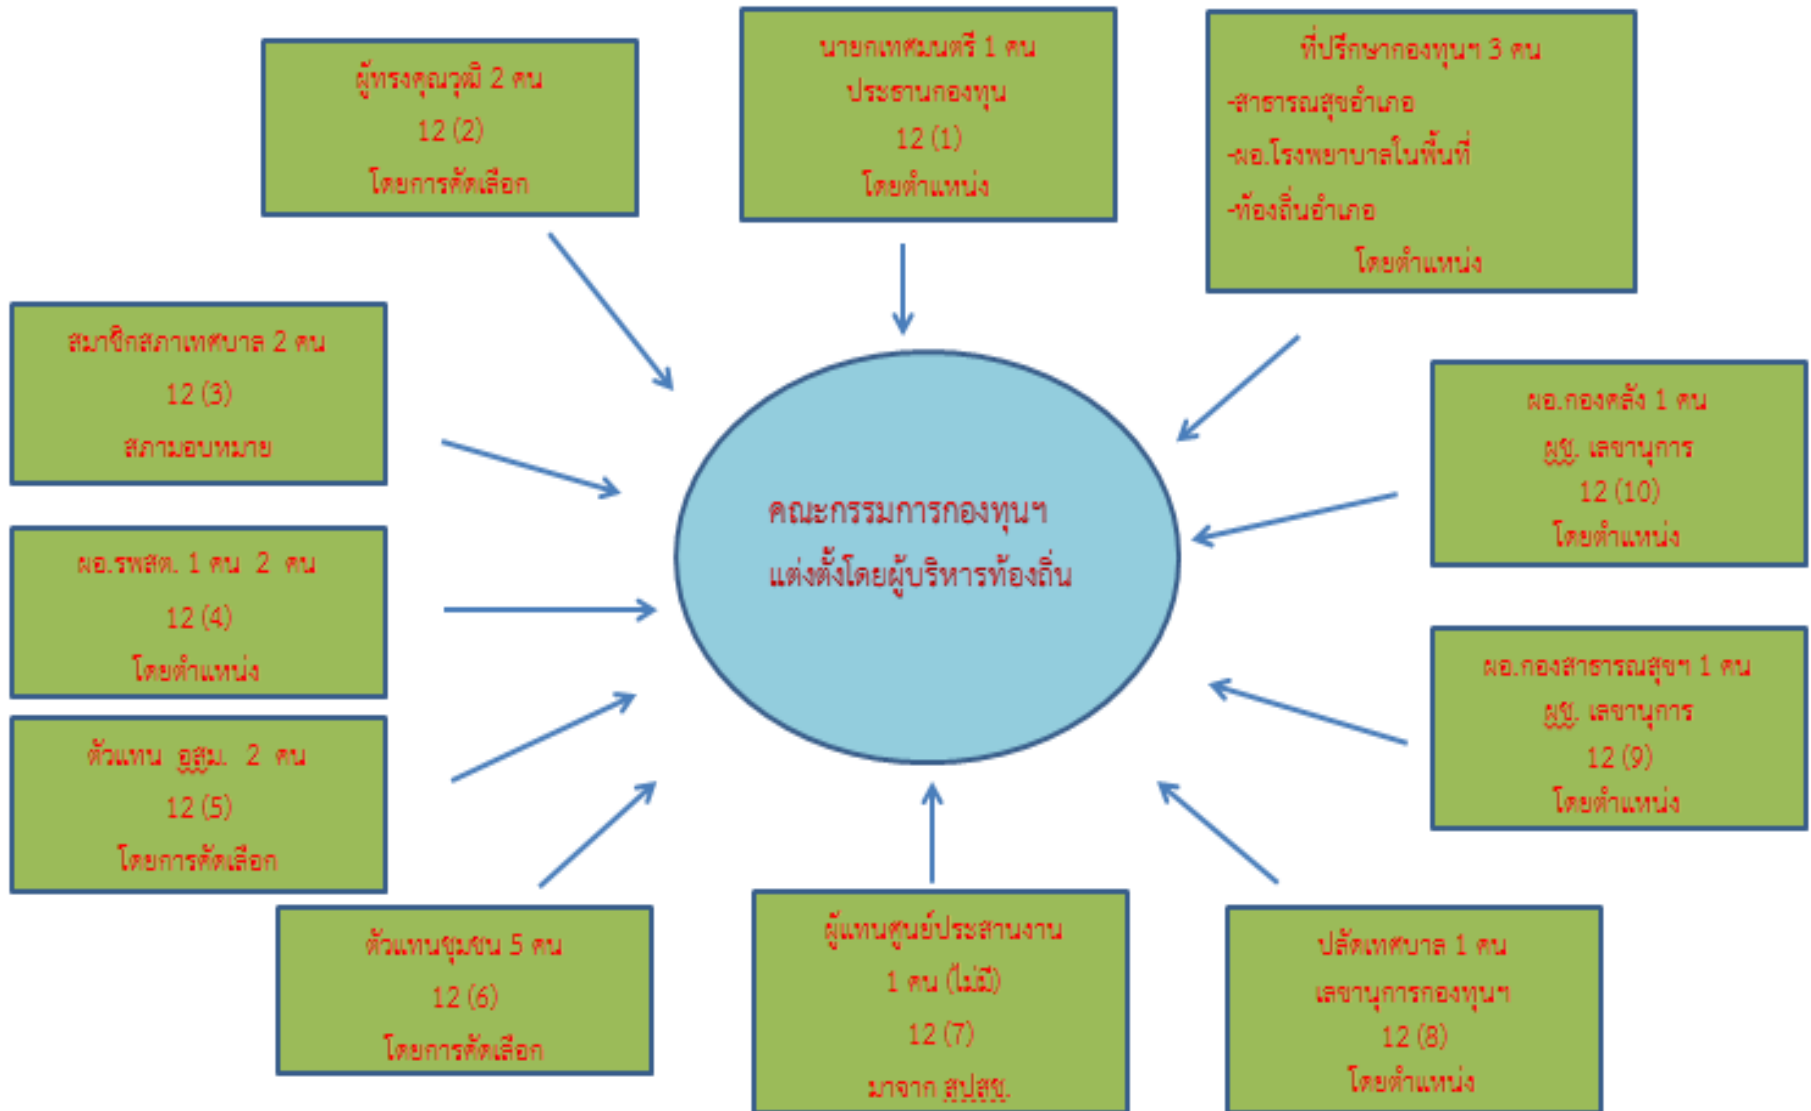 ผู้ทรงคุณวุฒิ 2 คน
12 (2)
โดยการคัดเลือก
นายกเทศมนตรี 1 คน
ประธานกองทุน
12 (1)
โดยตำแหน่ง
ที่ปรึกษากองทุนฯ 3 คน
-สาธารณสุขอำเภอ
-ผอ.โรงพยาบาลในพื้นที่
-ท้องถิ่นอำเภอ
โดยตำแหน่ง
สมาชิกสภาเทศบาล 2 คน
12 (3)
สภามอบหมาย
ผอ.กองคลัง 1 คน
ผช. เลขานุการ
12 (10)
โดยตำแหน่ง
คณะกรรมการกองทุนฯ
แต่งตั้งโดยผู้บริหารท้องถิ่น
ผอ.รพสต. 1 คน 2 คน
12 (4)
โดยตำแหน่ง
ผอ.กองสาธารณสุขฯ 1 คน
ผช. เลขานุการ
12 (9)
โดยตำแหน่ง
ตัวแทน อสม. 2 คน
12 (5)
โดยการคัดเลือก
ตัวแทนชุมชน 5 คน
12 (6)
โดยการคัดเลือก
ผู้แทนศูนย์ประสานงาน
1 คน (ไม่มี)
12 (7)
มาจาก สปสช.
ปลัดเทศบาล 1 คน
เลขานุการกองทุนฯ
12 (8)
โดยตำแหน่ง